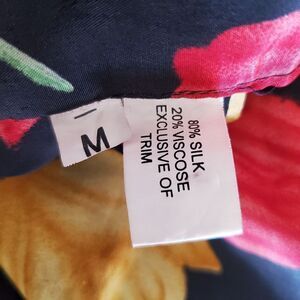 M
80% SILK
20% VISCOSE
EXCLUSIVE OF
TRIM